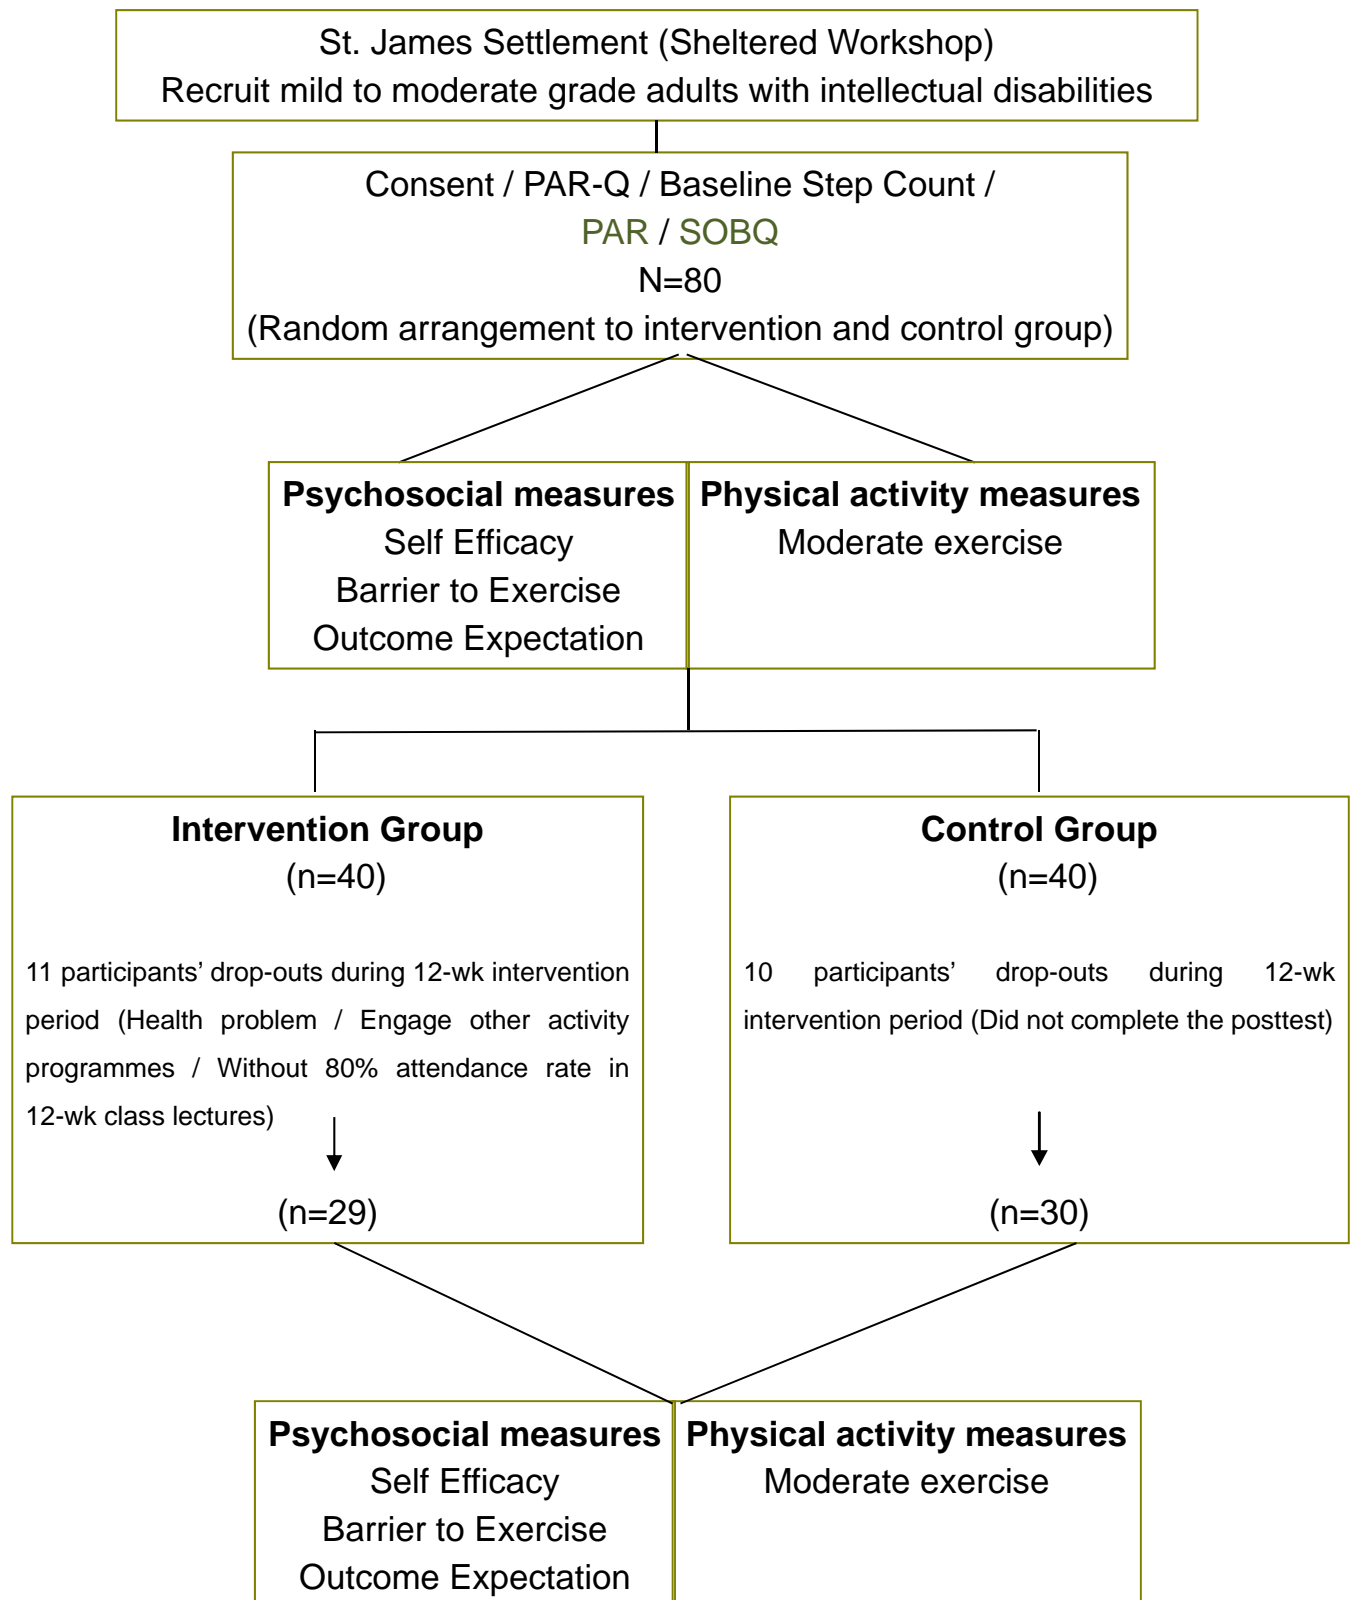 St. James Settlement (Sheltered Workshop)
Recruit mild to moderate grade adults with intellectual disabilities
Consent / PAR-Q / Baseline Step Count /
PAR / SOBQ
N=80
(Random arrangement to intervention and control group)
Psychosocial measures
Self Efficacy
Barrier to Exercise
Outcome Expectation
Physical activity measures
Moderate exercise
Intervention Group
(n=40)
11 participants’ drop-outs during 12-wk intervention
period (Health problem / Engage other activity
programmes / Without 80% attendance rate in
12-wk class lectures)
(n=29)
Control Group
(n=40)
10 participants’ drop-outs during 12-wk
intervention period (Did not complete the posttest)
(n=30)
Psychosocial measures
Self Efficacy
Barrier to Exercise
Outcome Expectation
Physical activity measures
Moderate exercise